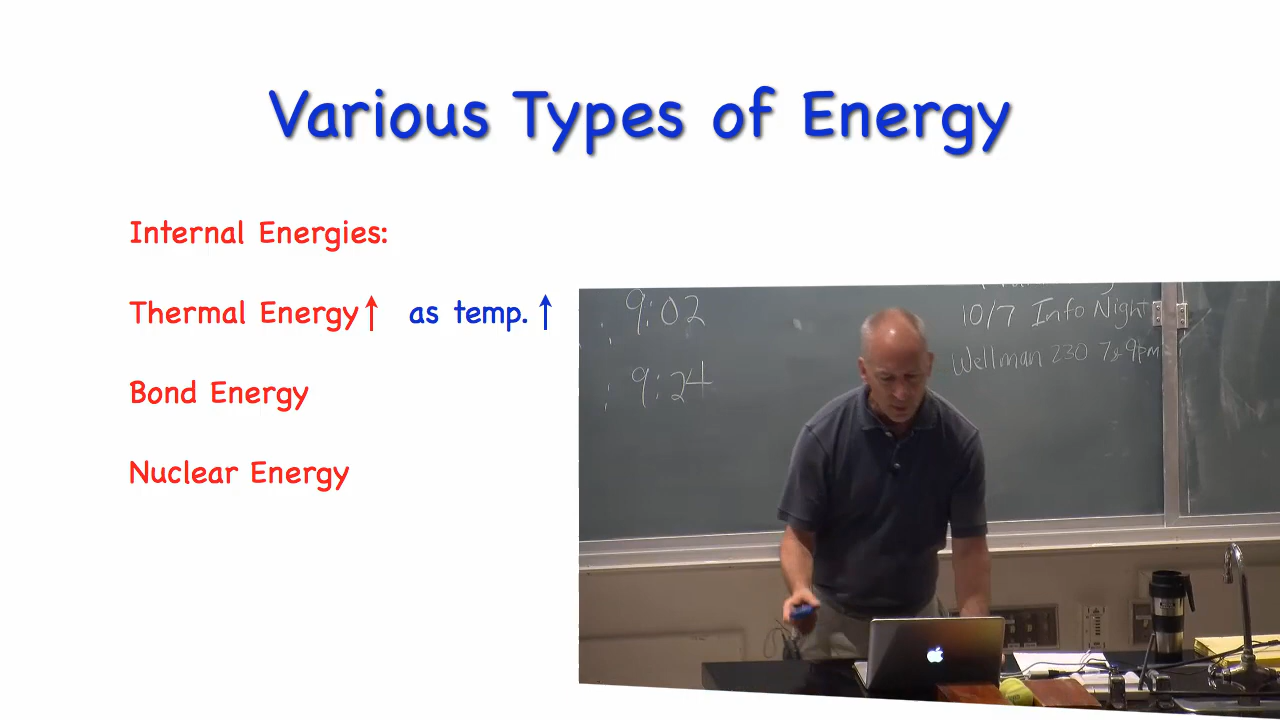 Various Types of Energy
Internal Energies:
Thermal Energy↑ as temp.↑
Bond Energy
Nuclear Energy
: 9:02
: 9:24
10/7 Info Night
Wellman 230 7&9pm